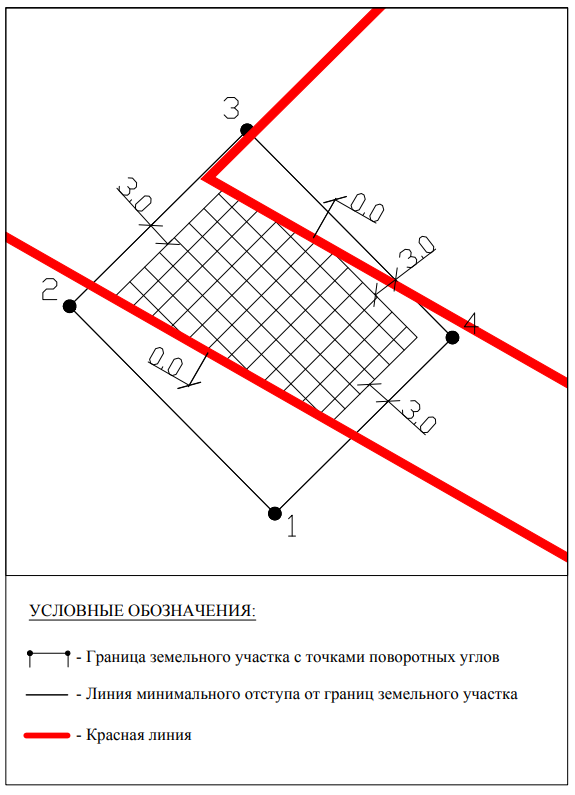 3
3.0
0.0
3.0
2
4
0.0
3.0
1
УСЛОВНЫЕ ОБОЗНАЧЕНИЯ:
- Граница земельного участка с точками поворотных углов
- Линия минимального отступа от границ земельного участка
- Красная линия